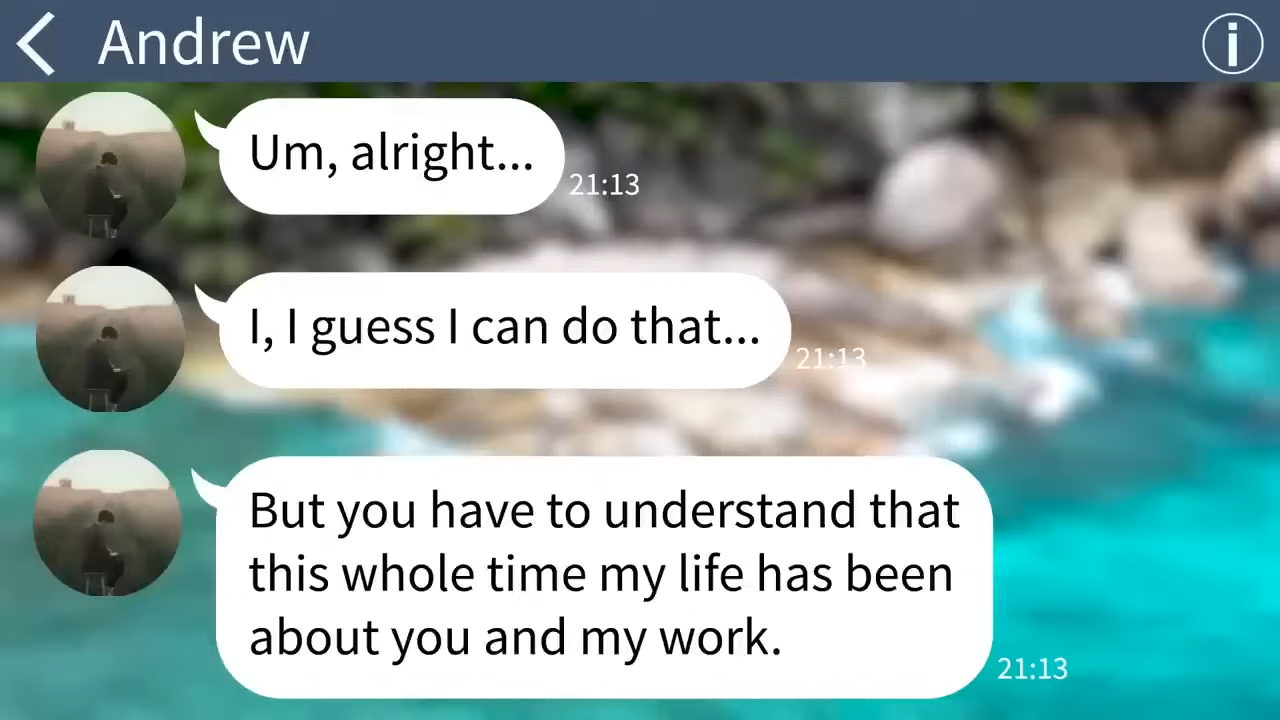 Andrew
Um, alright...
21:13
I, I guess I can do that...
21:13
But you have to understand that
this whole time my life has been
about you and my work.
21:13